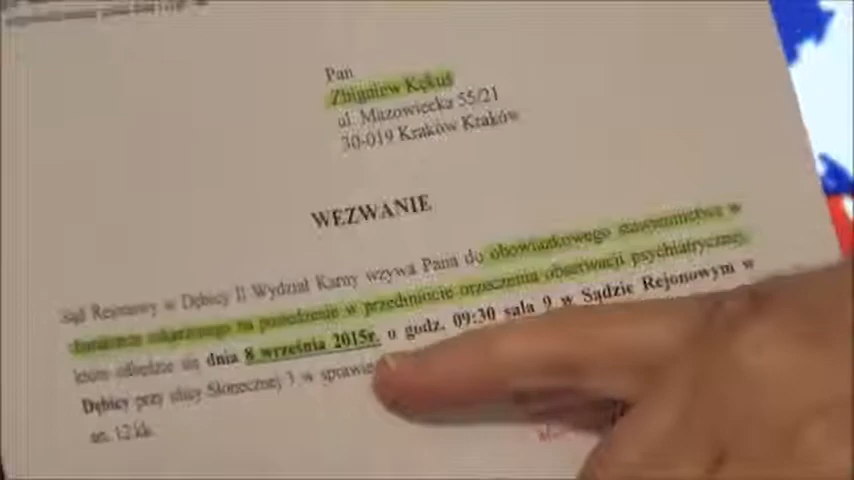 Pan
Zbigniew Kękuś
ul. Mazowiecka 55/21
30-019 Kraków Kraków
WEZWANIE
Sąd Rejonowy w Dębicy II Wydział Karny wzywa Pana do obowiązkowego stawiennictwa w
charakterze oskarżonego na posiedzenie w przedmiocie orzeczenia obserwacji psychiatrycznej,
które odbędzie się dnia 8 września 2015r. o godz. 09:30 sala 9 w Sądzie Rejonowym w
Dębicy przy ulicy Słonecznej 3 w sprawie
art. 12 kk.